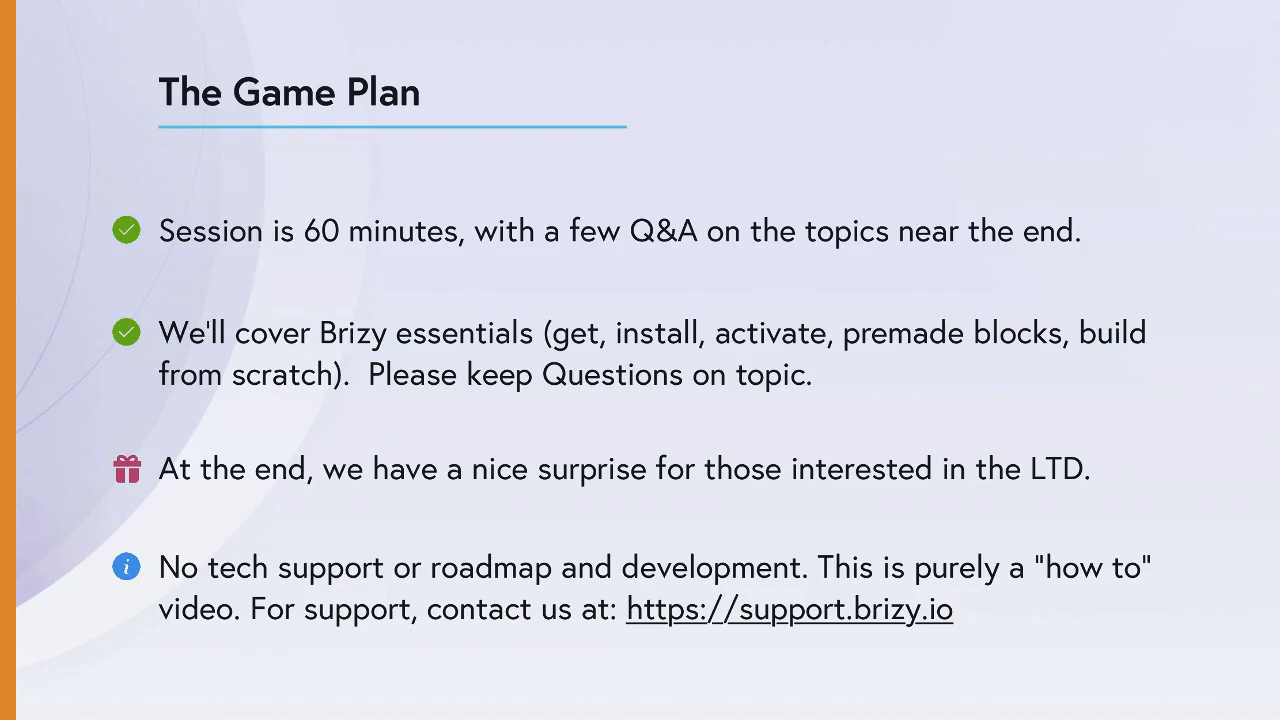 The Game Plan
Session is 60 minutes, with a few Q&A on the topics near the end.
We'll cover Brizy essentials (get, install, activate, premade blocks, build
from scratch).  Please keep Questions on topic.
At the end, we have a nice surprise for those interested in the LTD.
No tech support or roadmap and development. This is purely a "how to"
video. For support, contact us at: https://support.brizy.io